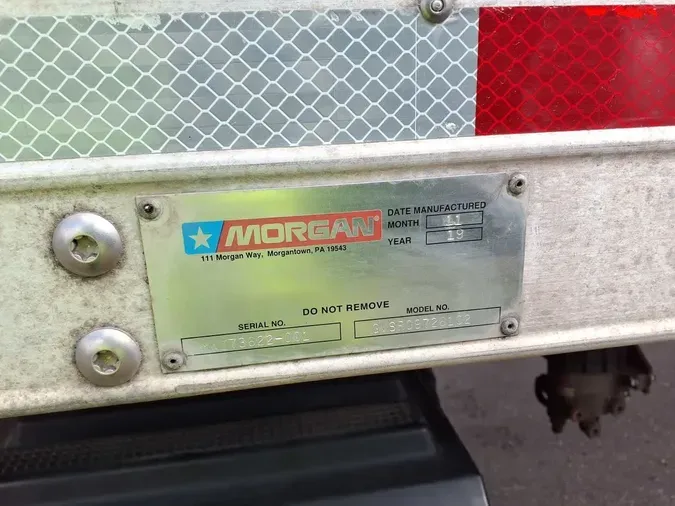 MORGAN®
111 Morgan Way, Morgantown, PA 19543
DATE MANUFACTURED
MONTH 11
YEAR 19
DO NOT REMOVE
SERIAL NO.
MODEL NO.